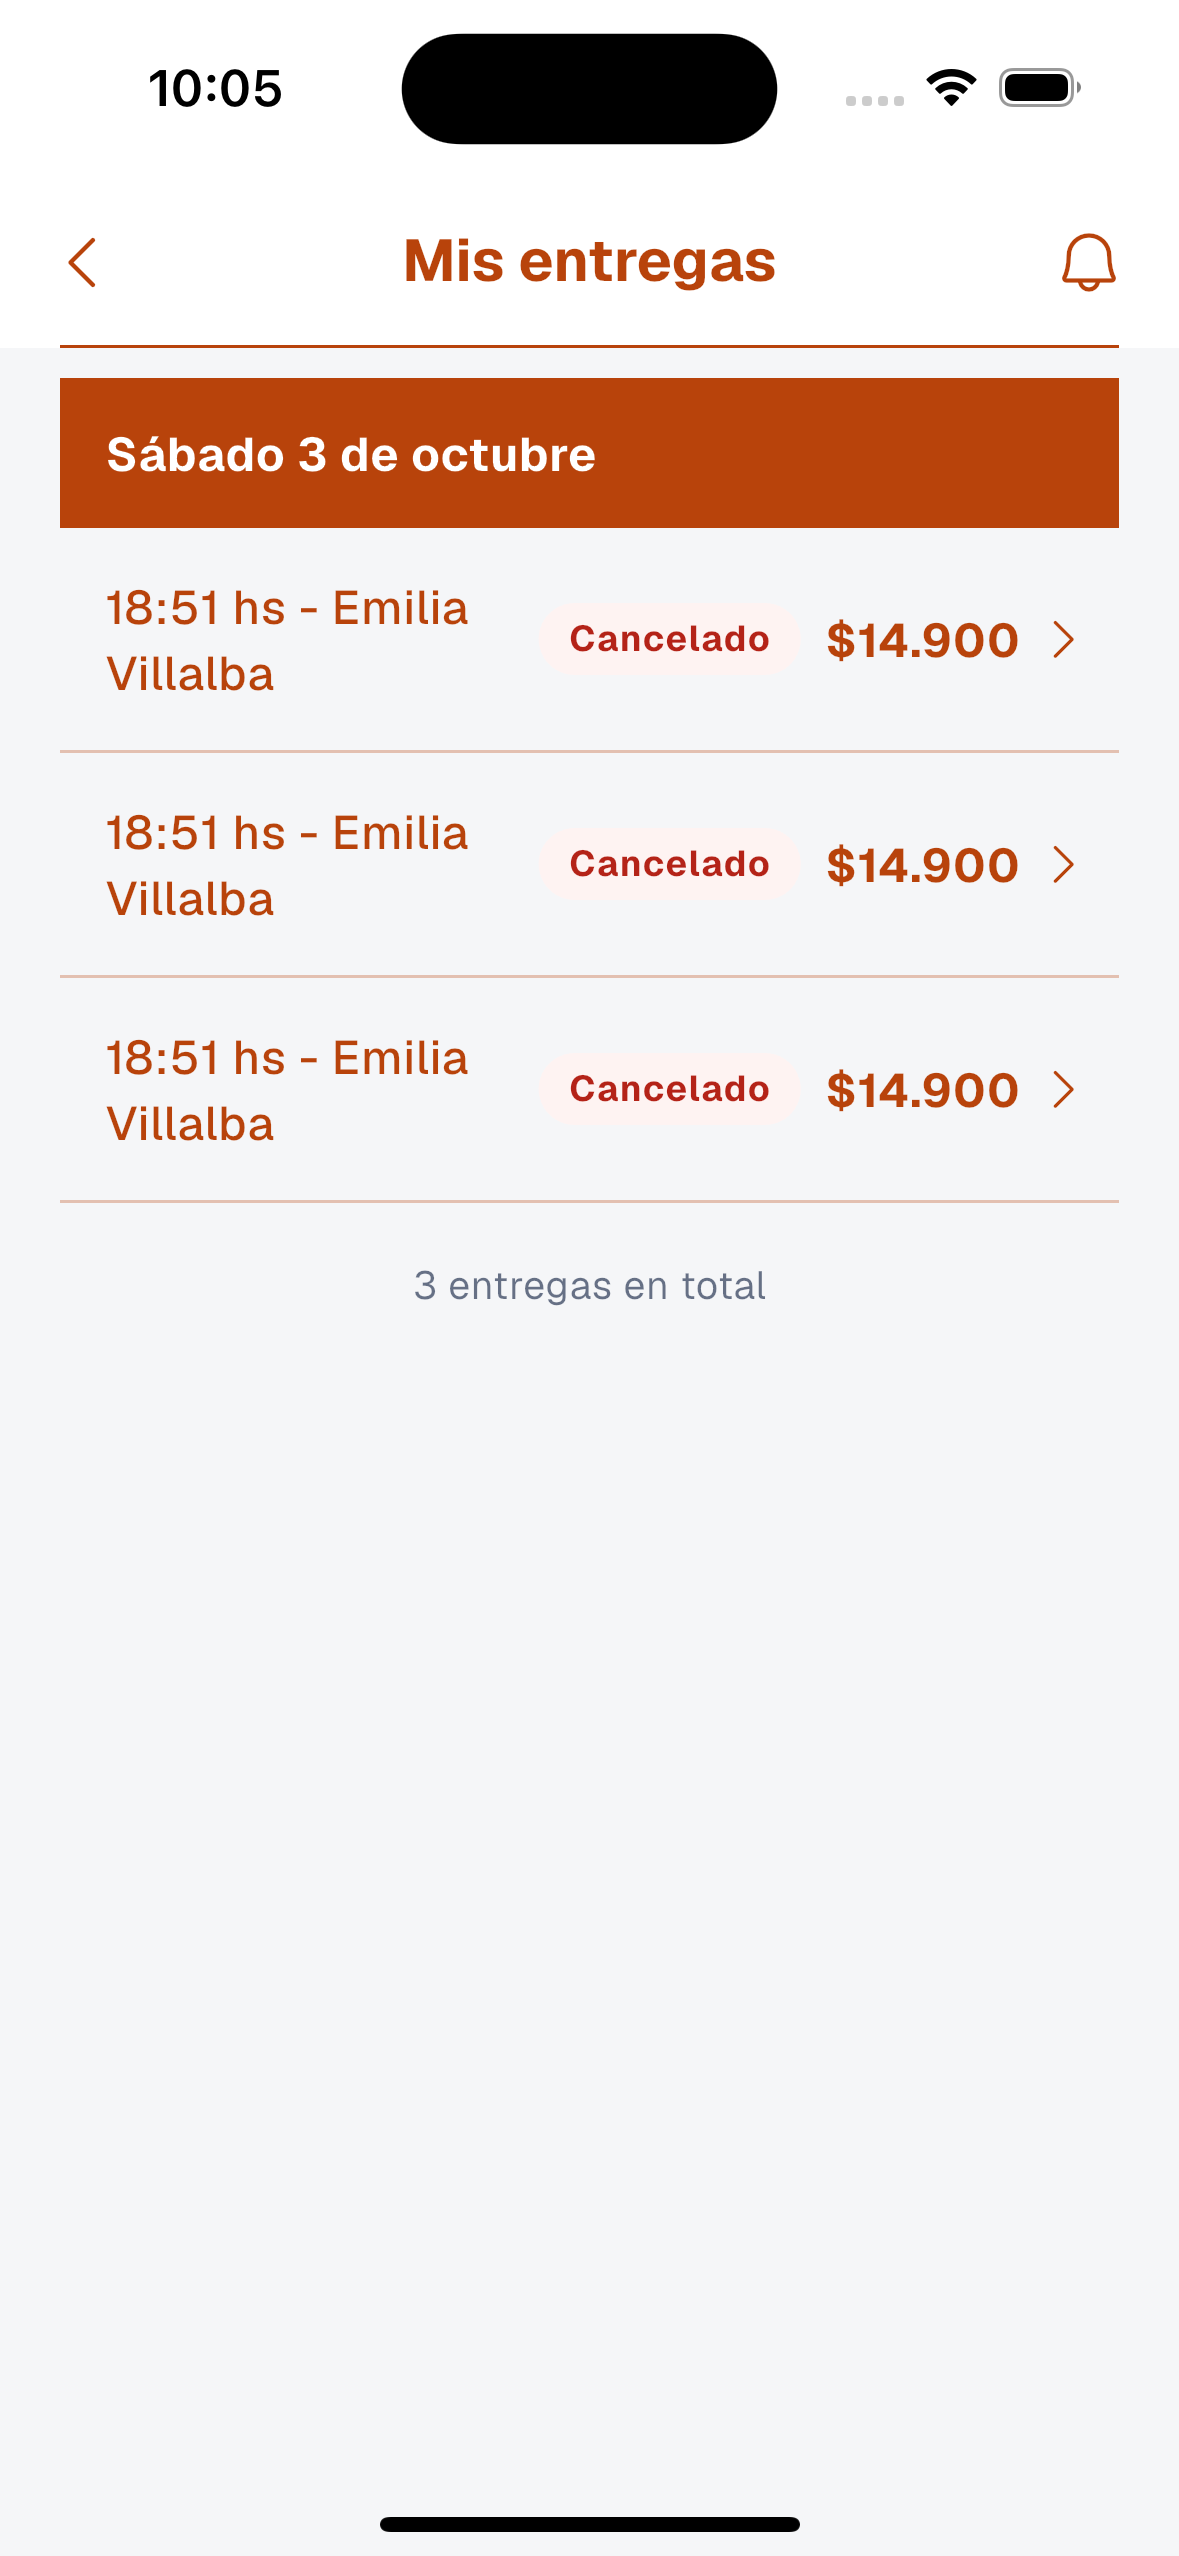 10:05
Mis entregas
Sábado 3 de octubre
18:51 hs - Emilia
Villalba
Cancelado
$14.900
18:51 hs - Emilia
Villalba
Cancelado
$14.900
18:51 hs - Emilia
Villalba
Cancelado
$14.900
3 entregas en total